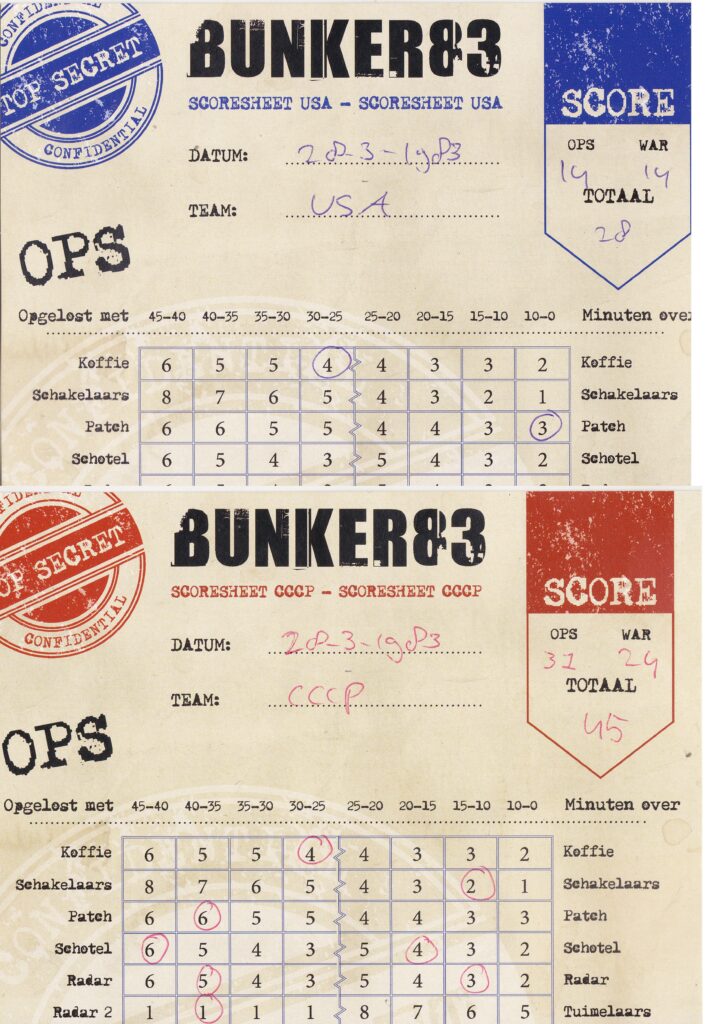 CONFIDENTIAL
TOP SECRET
CONFIDENTIAL
BUNKER83
SCORESHEET USA – SCORESHEET USA
DATUM: 28-3-1983
TEAM: USA
SCORE
OPS WAR
14 14
TOTAAL
28
OPS
Opgelost met 45-40 40-35 35-30 30-25 25-20 20-15 15-10 10-0 Minuten over
Koffie 6 5 5 4 4 3 3 2 Koffie
Schakelaars 8 7 6 5 4 3 2 1 Schakelaars
Patch 6 6 5 5 4 4 3 3 Patch
Schotel 6 5 4 3 5 4 3 2 Schotel
TOP SECRET
CONFIDENTIAL
BUNKER83
SCORESHEET CCCP – SCORESHEET CCCP
DATUM: 28-3-1983
TEAM: CCCP
SCORE
OPS WAR
31 24
TOTAAL
45
OPS
Opgelost met 45-40 40-35 35-30 30-25 25-20 20-15 15-10 10-0 Minuten over
Koffie 6 5 5 4 4 3 3 2 Koffie
Schakelaars 8 7 6 5 4 3 2 1 Schakelaars
Patch 6 6 5 5 4 4 3 3 Patch
Schotel 6 5 4 3 5 4 3 2 Schotel
Radar 6 5 4 3 5 4 3 2 Radar
Radar 2 1 1 1 1 8 7 6 5 Tuimelaars